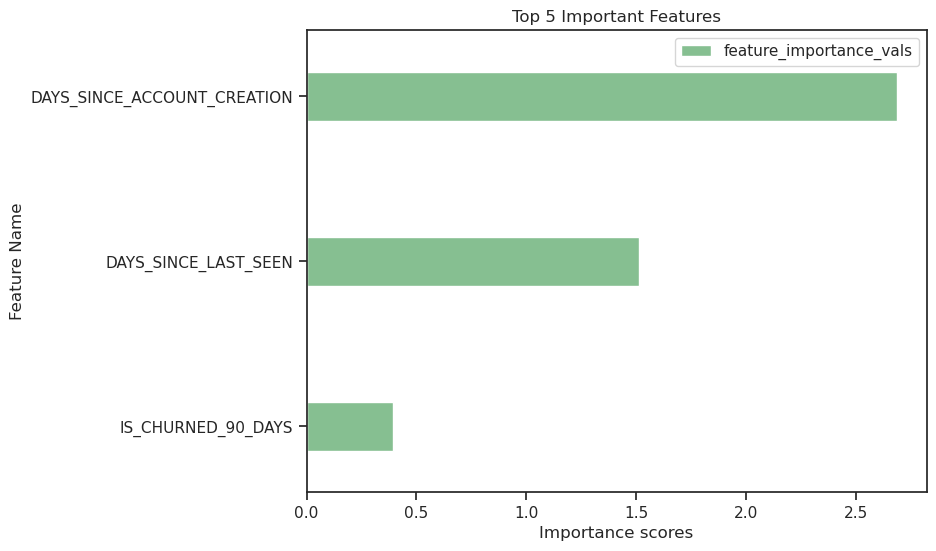 Top 5 Important Features
feature_importance_vals
DAYS_SINCE_ACCOUNT_CREATION
DAYS_SINCE_LAST_SEEN
IS_CHURNED_90_DAYS
Feature Name
0.0 0.5 1.0 1.5 2.0 2.5
Importance scores